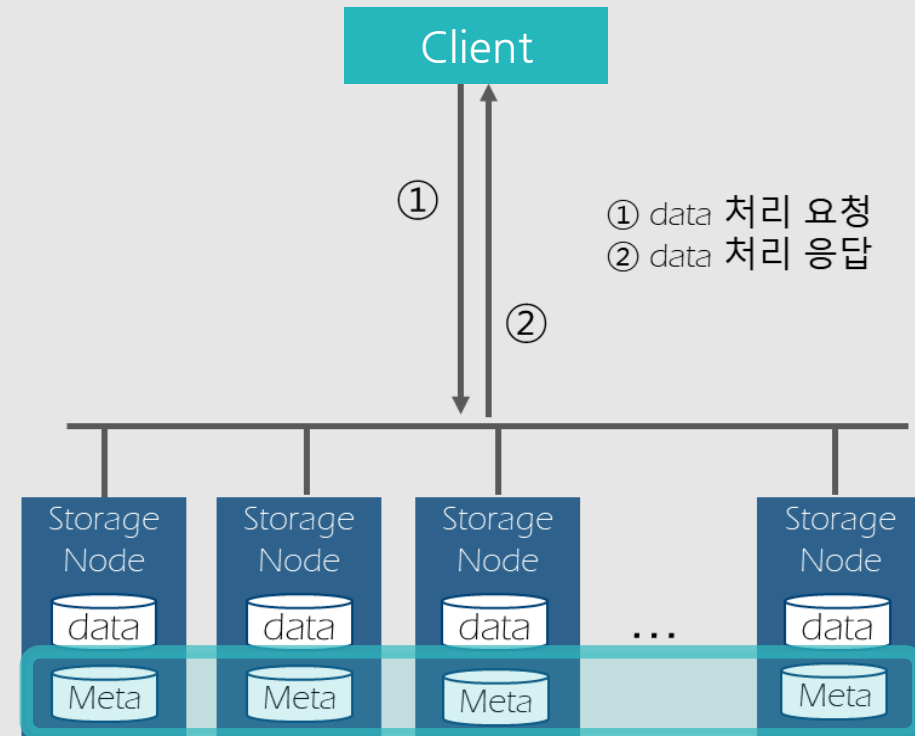 Client
①
① data 처리 요청
② data 처리 응답
②
Storage
Node
data
Meta
Storage
Node
data
Meta
Storage
Node
data
Meta
...
Storage
Node
data
Meta